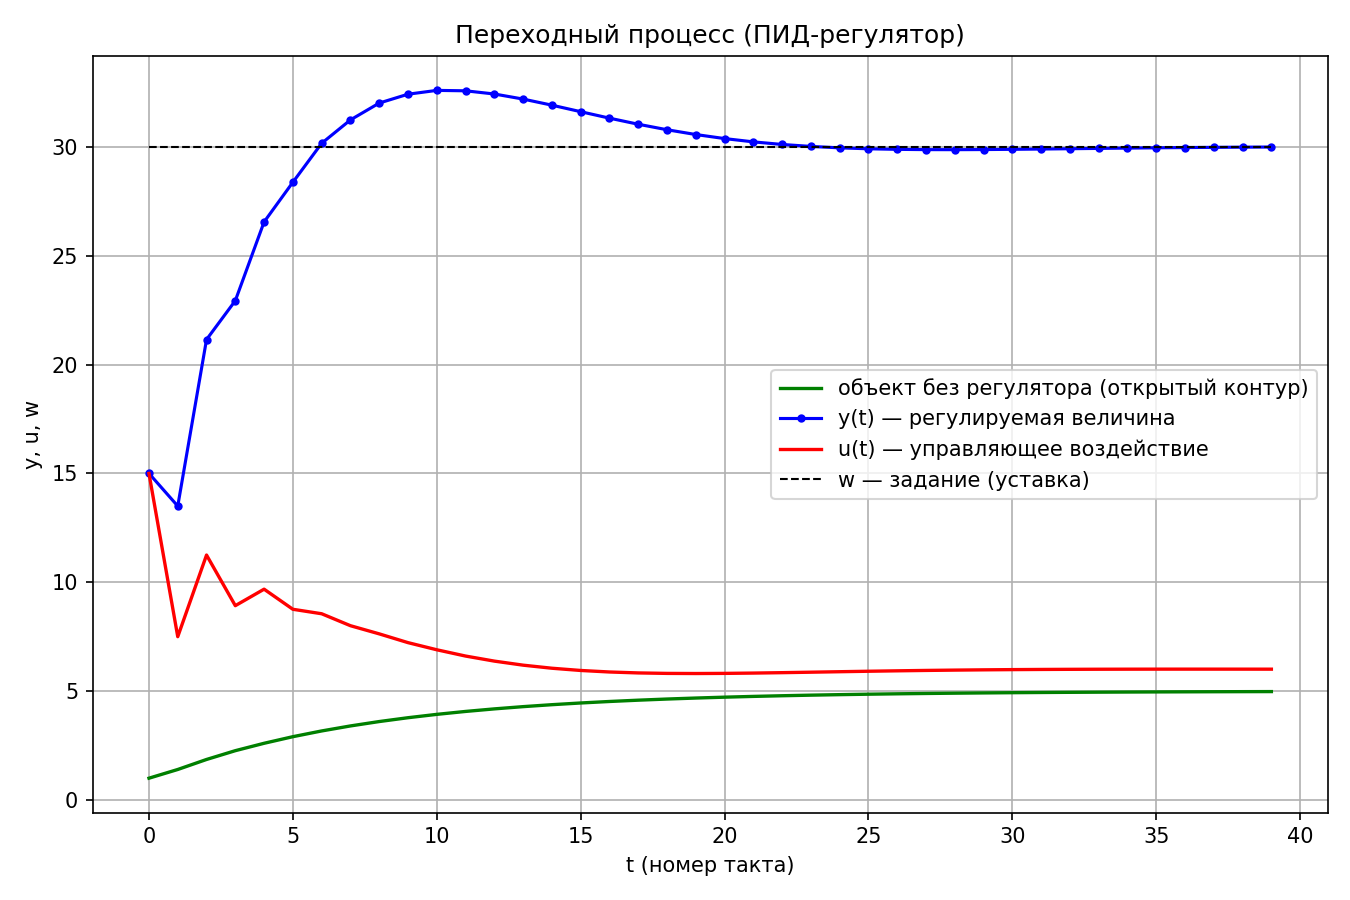 Переходный процесс (ПИД-регулятор)
y, u, w
30
25
20
15
10
5
0
объект без регулятора (открытый контур)
y(t) — регулируемая величина
u(t) — управляющее воздействие
w — задание (уставка)
0 5 10 15 20 25 30 35 40
t (номер такта)